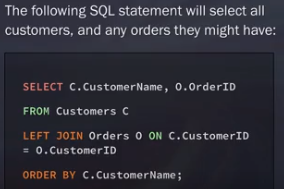 The following SQL statement will select all
customers, and any orders they might have:
SELECT C.CustomerName, O.OrderID
FROM Customers C
LEFT JOIN Orders O ON C.CustomerID
= O.CustomerID
ORDER BY C.CustomerName;